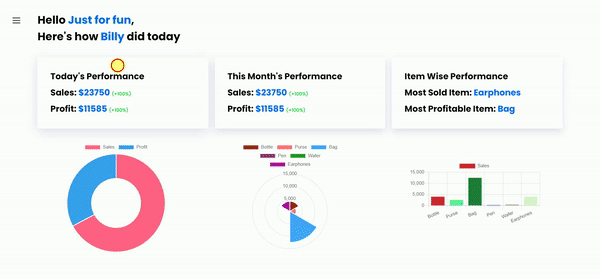 Hello Just for fun,
Here's how Billy did today
Today's Performance
Sales: $23750 (+100%)
Profit: $11585 (+100%)
This Month's Performance
Sales: $23750 (+100%)
Profit: $11585 (+100%)
Item Wise Performance
Most Sold Item: Earphones
Most Profitable Item: Bag
Sales Profit
Bottle Purse Bag
Pen Wafer
Earphones
15,000
10,000
5,000
Sales
15,000
10,000
5,000
0
Bottle Purse Bag Pen Wafer Earphones